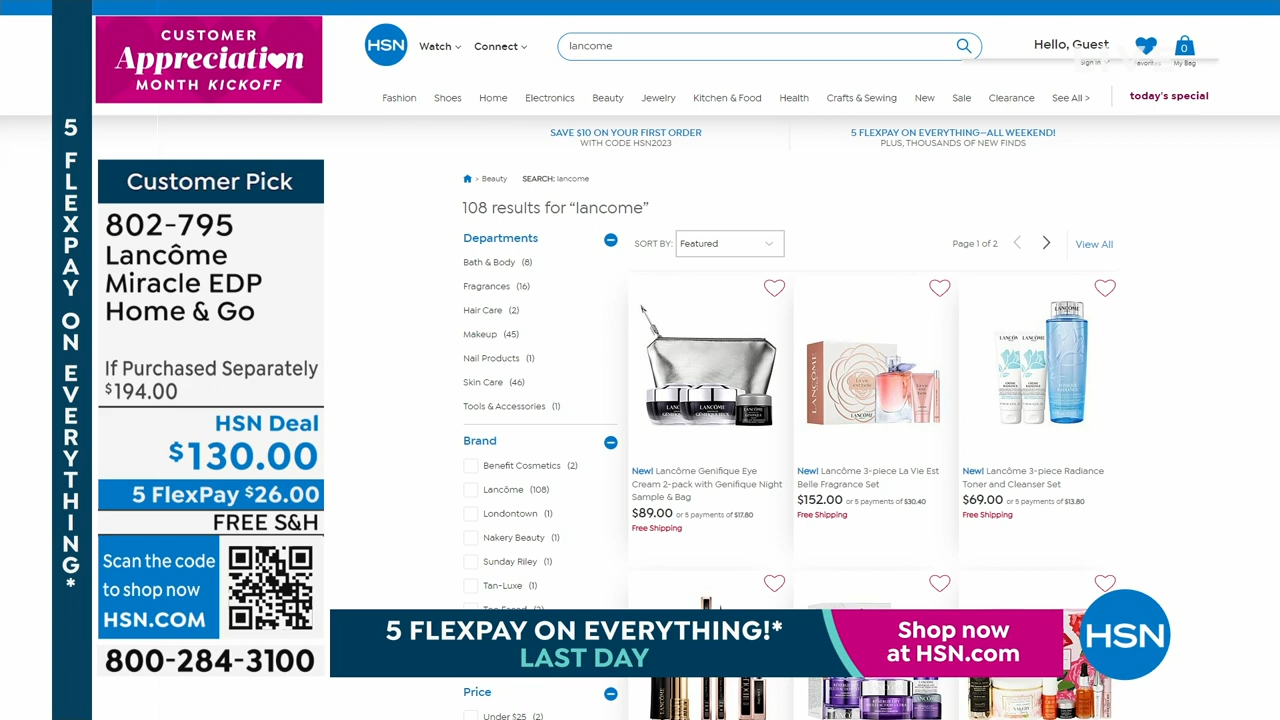 CUSTOMER
Appreciation
MONTH KICKOFF
5 FLEXPAY ON EVERYTHING*
Customer Pick
802-795
Lancôme
Miracle EDP
Home & Go
If Purchased Separately
$194.00
HSN Deal
$130.00
5 FlexPay $26.00
FREE S&H
Scan the code
to shop now
HSN.COM
800-284-3100
HSN
Watch
Connect
lancome
Hello, Guest
Sign In
Favorites
0
My Bag
Fashion Shoes Home Electronics Beauty Jewelry Kitchen & Food Health Crafts & Sewing New Sale Clearance See All > today's special
SAVE $10 ON YOUR FIRST ORDER
WITH CODE HSN2023
5 FLEXPAY ON EVERYTHING—ALL WEEKEND!
PLUS, THOUSANDS OF NEW FINDS
> Beauty SEARCH: lancome
108 results for "lancome"
Departments
Bath & Body (8)
Fragrances (16)
Hair Care (2)
Makeup (45)
Nail Products (1)
Skin Care (46)
Tools & Accessories (1)
Brand
Benefit Cosmetics (2)
Lancôme (108)
Londontown (1)
Nakery Beauty (1)
Sunday Riley (1)
Tan-Luxe (1)
Price
Under $25 (2)
SORT BY: Featured
Page 1 of 2
View All
New! Lancôme Genifique Eye
Cream 2-pack with Genifique Night
Sample & Bag
$89.00 or 5 payments of $17.80
Free Shipping
New! Lancôme 3-piece La Vie Est
Belle Fragrance Set
$152.00 or 5 payments of $30.40
Free Shipping
New! Lancôme 3-piece Radiance
Toner and Cleanser Set
$69.00 or 5 payments of $13.80
Free Shipping
5 FLEXPAY ON EVERYTHING!*
LAST DAY
Shop now
at HSN.com
HSN